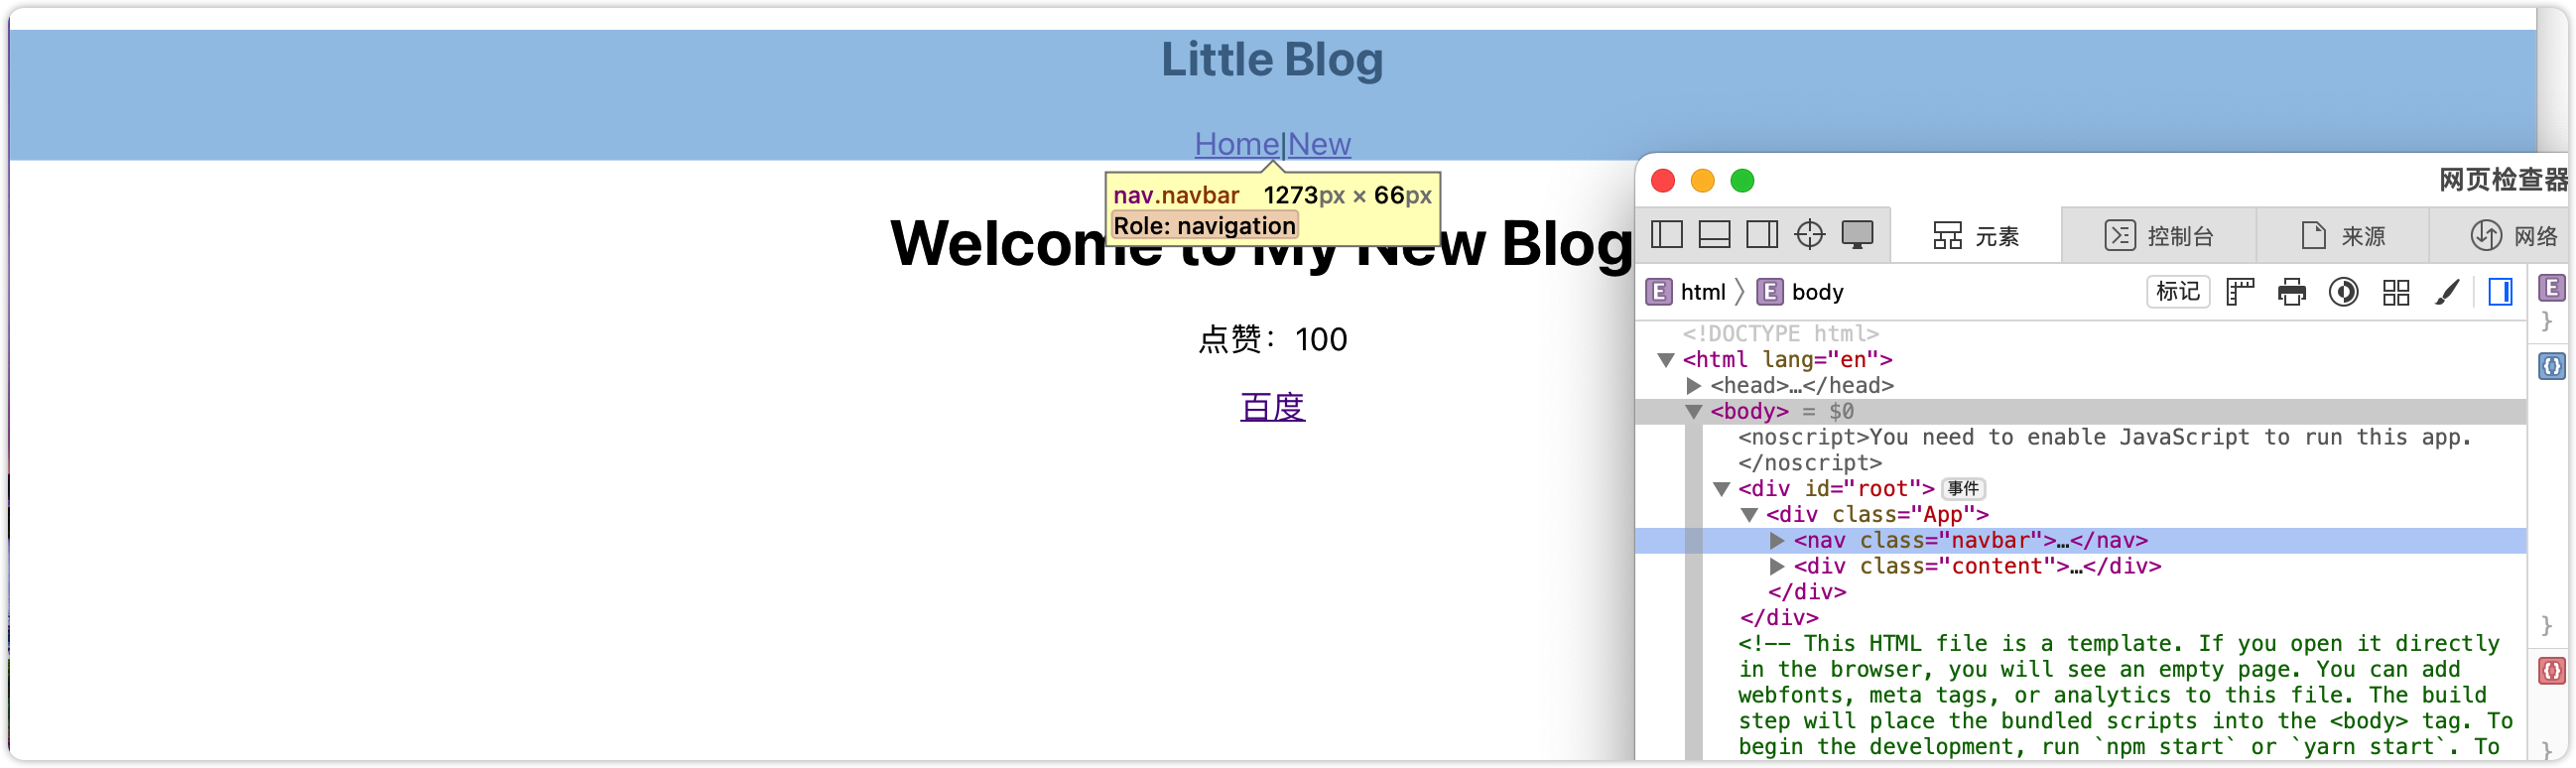 Little Blog
Home|New
nav.navbar 1273px × 66px
Role: navigation
Welcome to My New Blog
点赞：100
百度
网页检查器
元素
控制台
来源
网络
E html 〉 E body
标记
E
<!DOCTYPE html>
}
<html lang="en">
{}
<head>…</head>
<body> = $0
<noscript>You need to enable JavaScript to run this app.
</noscript>
<div id="root"> 事件
<div class="App">
<nav class="navbar">…</nav>
<div class="content">…</div>
</div>
</div>
}
<!-- This HTML file is a template. If you open it directly
in the browser, you will see an empty page. You can add
{}
webfonts, meta tags, or analytics to this file. The build
step will place the bundled scripts into the <body> tag. To
begin the development, run `npm start` or `yarn start`. To
}